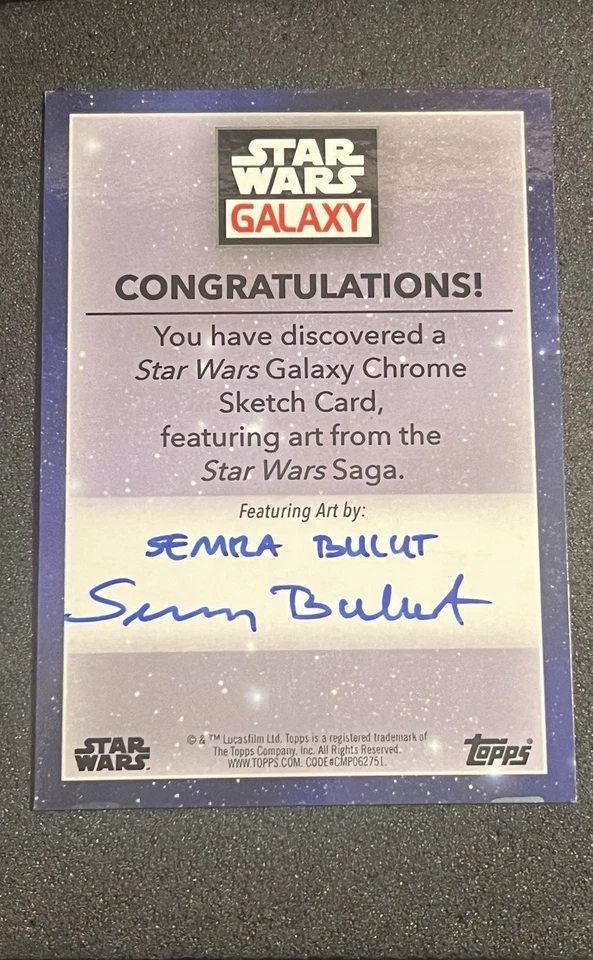 STAR
WARS
GALAXY
CONGRATULATIONS!
You have discovered a
Star Wars Galaxy Chrome
Sketch Card,
featuring art from the
Star Wars Saga.
Featuring Art by:
SEMRA BULUT
Sem Bulut
STAR
WARS
© & ™ Lucasfilm Ltd. Topps is a registered trademark of
The Topps Company, Inc. All Rights Reserved.
WWW.TOPPS.COM. CODE#CMP062751
Topps®